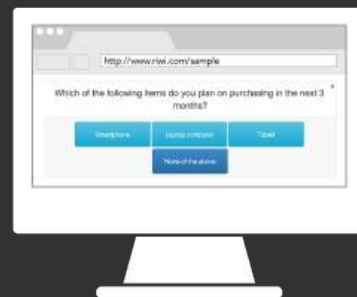 http://www.riwi.com/sample
Which of the following items do you plan on purchasing in the next 3
months?
Smartphone Laptop computer Tablet
None of the above